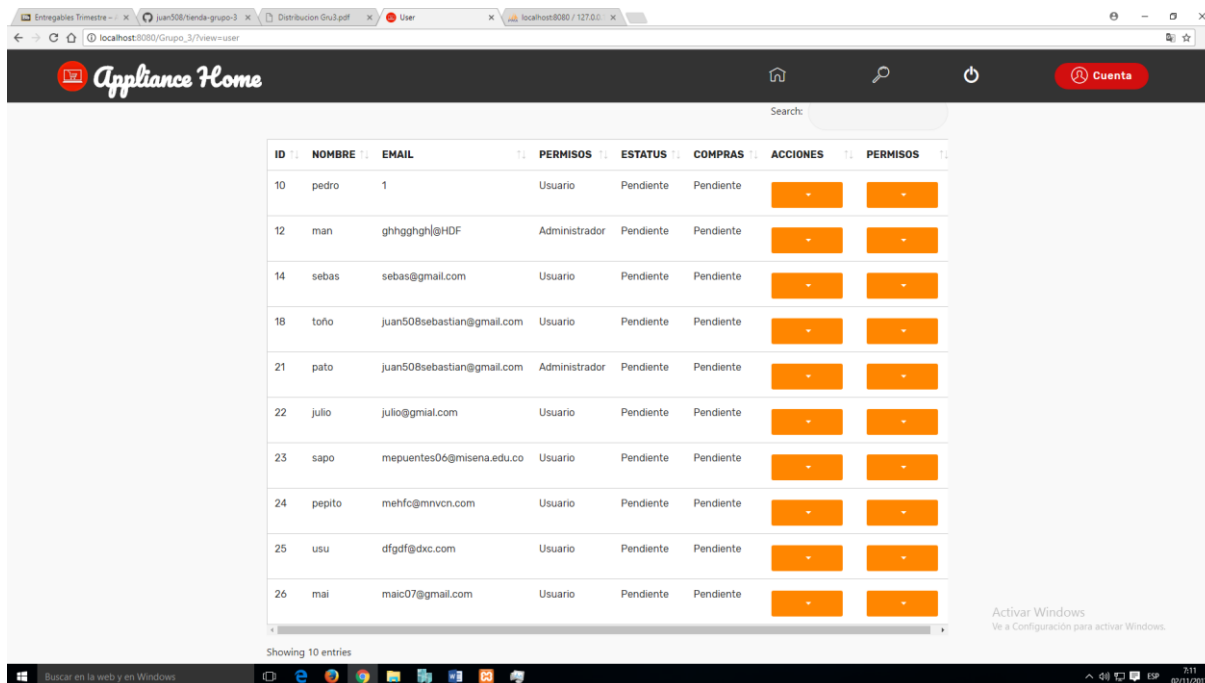 Entregabies Trimestre – juan508/tienda-grupo-3 Distribucion Gru3.pdf User localhost:8080 / 127.0.0
localhost:8080/Grupo_3/?view=user
Appliance Home Cuenta
Search:
ID NOMBRE EMAIL PERMISOS ESTATUS COMPRAS ACCIONES PERMISOS
10 pedro 1 Usuario Pendiente Pendiente
12 man ghhgghgh@HDF Administrador Pendiente Pendiente
14 sebas sebas@gmail.com Usuario Pendiente Pendiente
18 toño juan508sebastian@gmail.com Usuario Pendiente Pendiente
21 pato juan508sebastian@gmail.com Administrador Pendiente Pendiente
22 julio julio@gmial.com Usuario Pendiente Pendiente
23 sapo mepuentes06@misena.edu.co Usuario Pendiente Pendiente
24 pepito mehfc@mnvcn.com Usuario Pendiente Pendiente
25 usu dfgdf@dxc.com Usuario Pendiente Pendiente
26 mai maic07@gmail.com Usuario Pendiente Pendiente
Activar Windows
Ve a Configuración para activar Windows.
Showing 10 entries
Buscar en la web y en Windows ESP 7:11
02/11/201